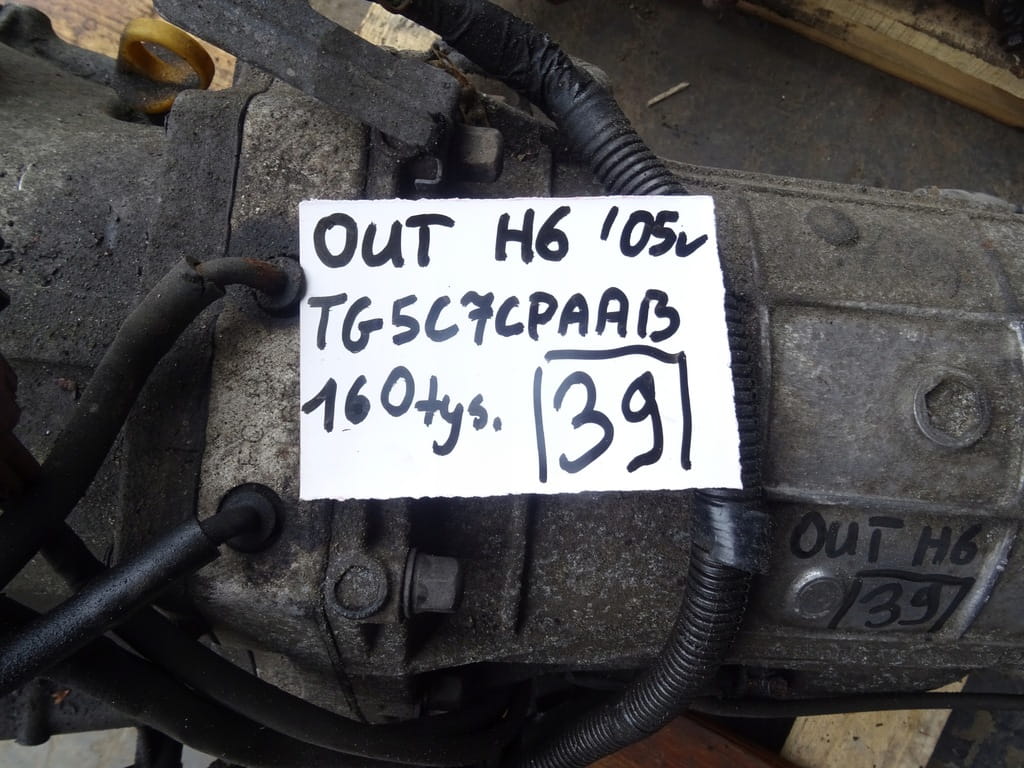 OUT H6 '05r
TG5C7CPAAB
160tys. 39
OUT H6
39